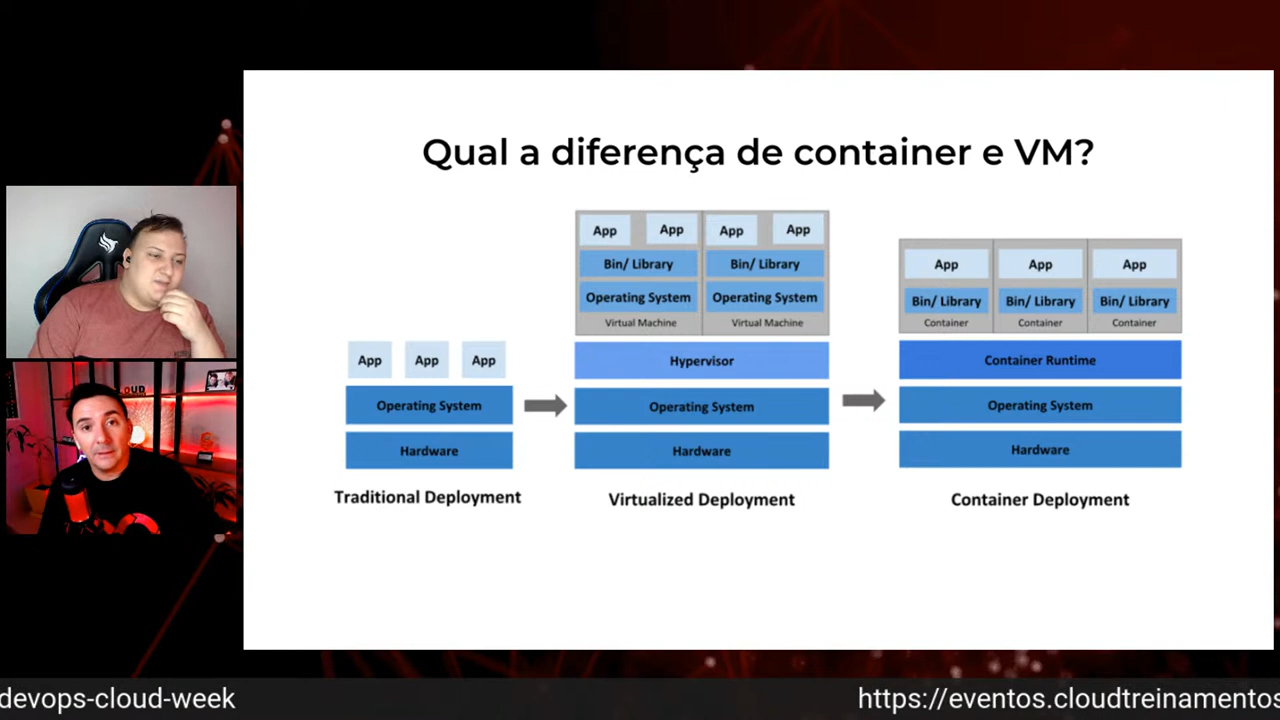 Qual a diferença de container e VM?
App
App
App
Operating System
Hardware
Traditional Deployment
App
App
App
App
Bin/ Library
Bin/ Library
Operating System
Operating System
Virtual Machine
Virtual Machine
Hypervisor
Operating System
Hardware
Virtualized Deployment
App
App
App
Bin/ Library
Bin/ Library
Bin/ Library
Container
Container
Container
Container Runtime
Operating System
Hardware
Container Deployment
devops-cloud-week
https://eventos.cloudtreinamentos